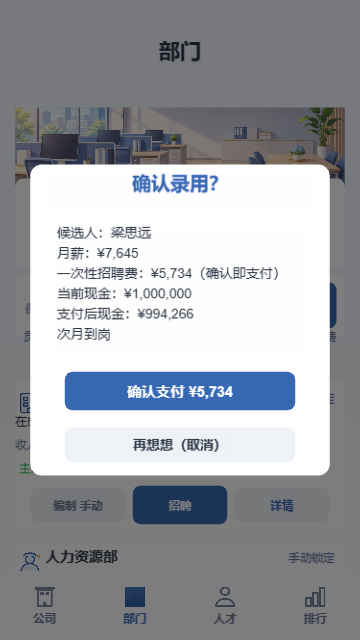 部门
确认录用？
候选人：梁思远
月薪：¥7,645
一次性招聘费：¥5,734（确认即支付）
当前现金：¥1,000,000
支付后现金：¥994,266
次月到岗
确认支付 ¥5,734
再想想（取消）
编制 手动
招聘
详情
人力资源部
手动锁定
公司
部门
人才
排行